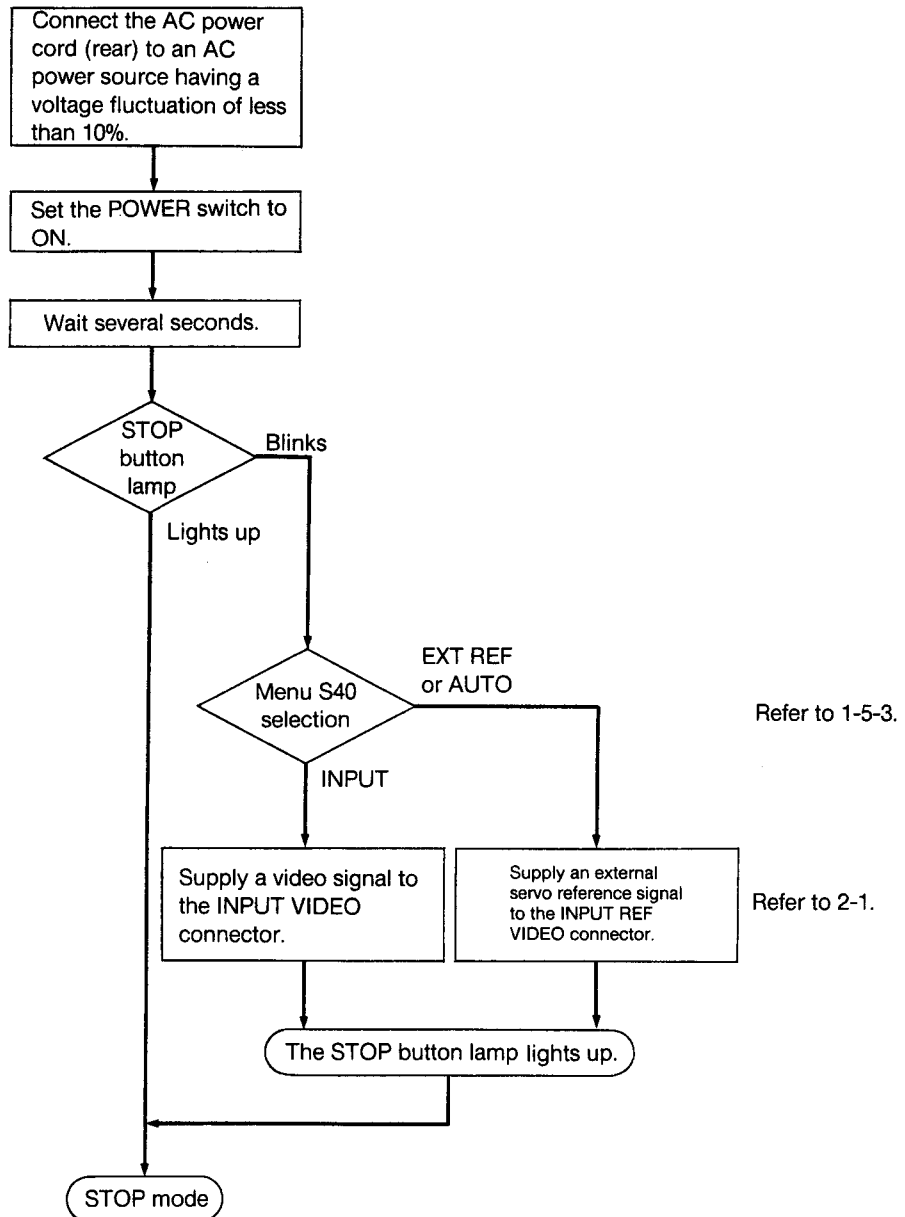 Connect the AC power
cord (rear) to an AC
power source having a
voltage fluctuation of less
than 10%.
Set the POWER switch to
ON.
Wait several seconds.
STOP
button
lamp
Blinks
Lights up
Menu S40
selection
EXT REF
or AUTO
Refer to 1-5-3.
INPUT
Supply a video signal to
the INPUT VIDEO
connector.
Supply an external
servo reference signal
to the INPUT REF
VIDEO connector.
Refer to 2-1.
The STOP button lamp lights up.
STOP mode